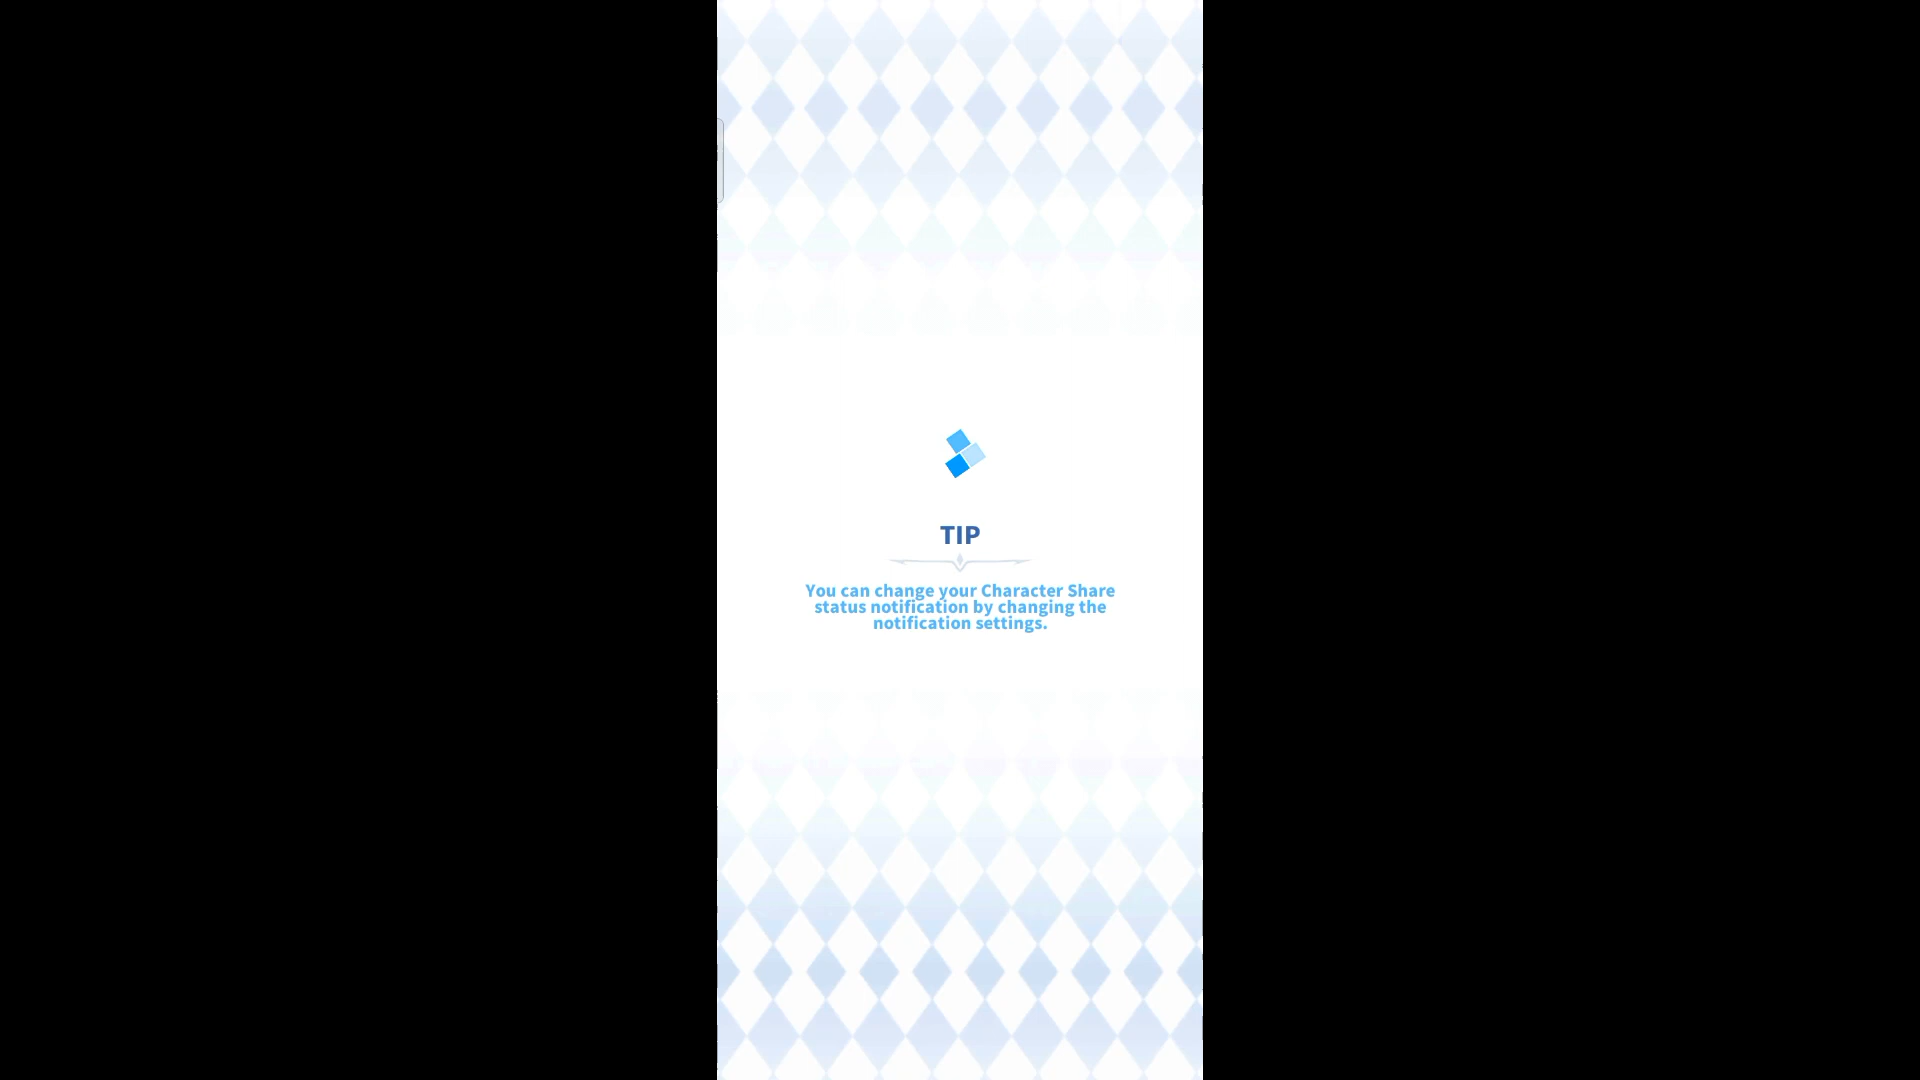 TIP
You can change your Character Share
status notification by changing the
notification settings.